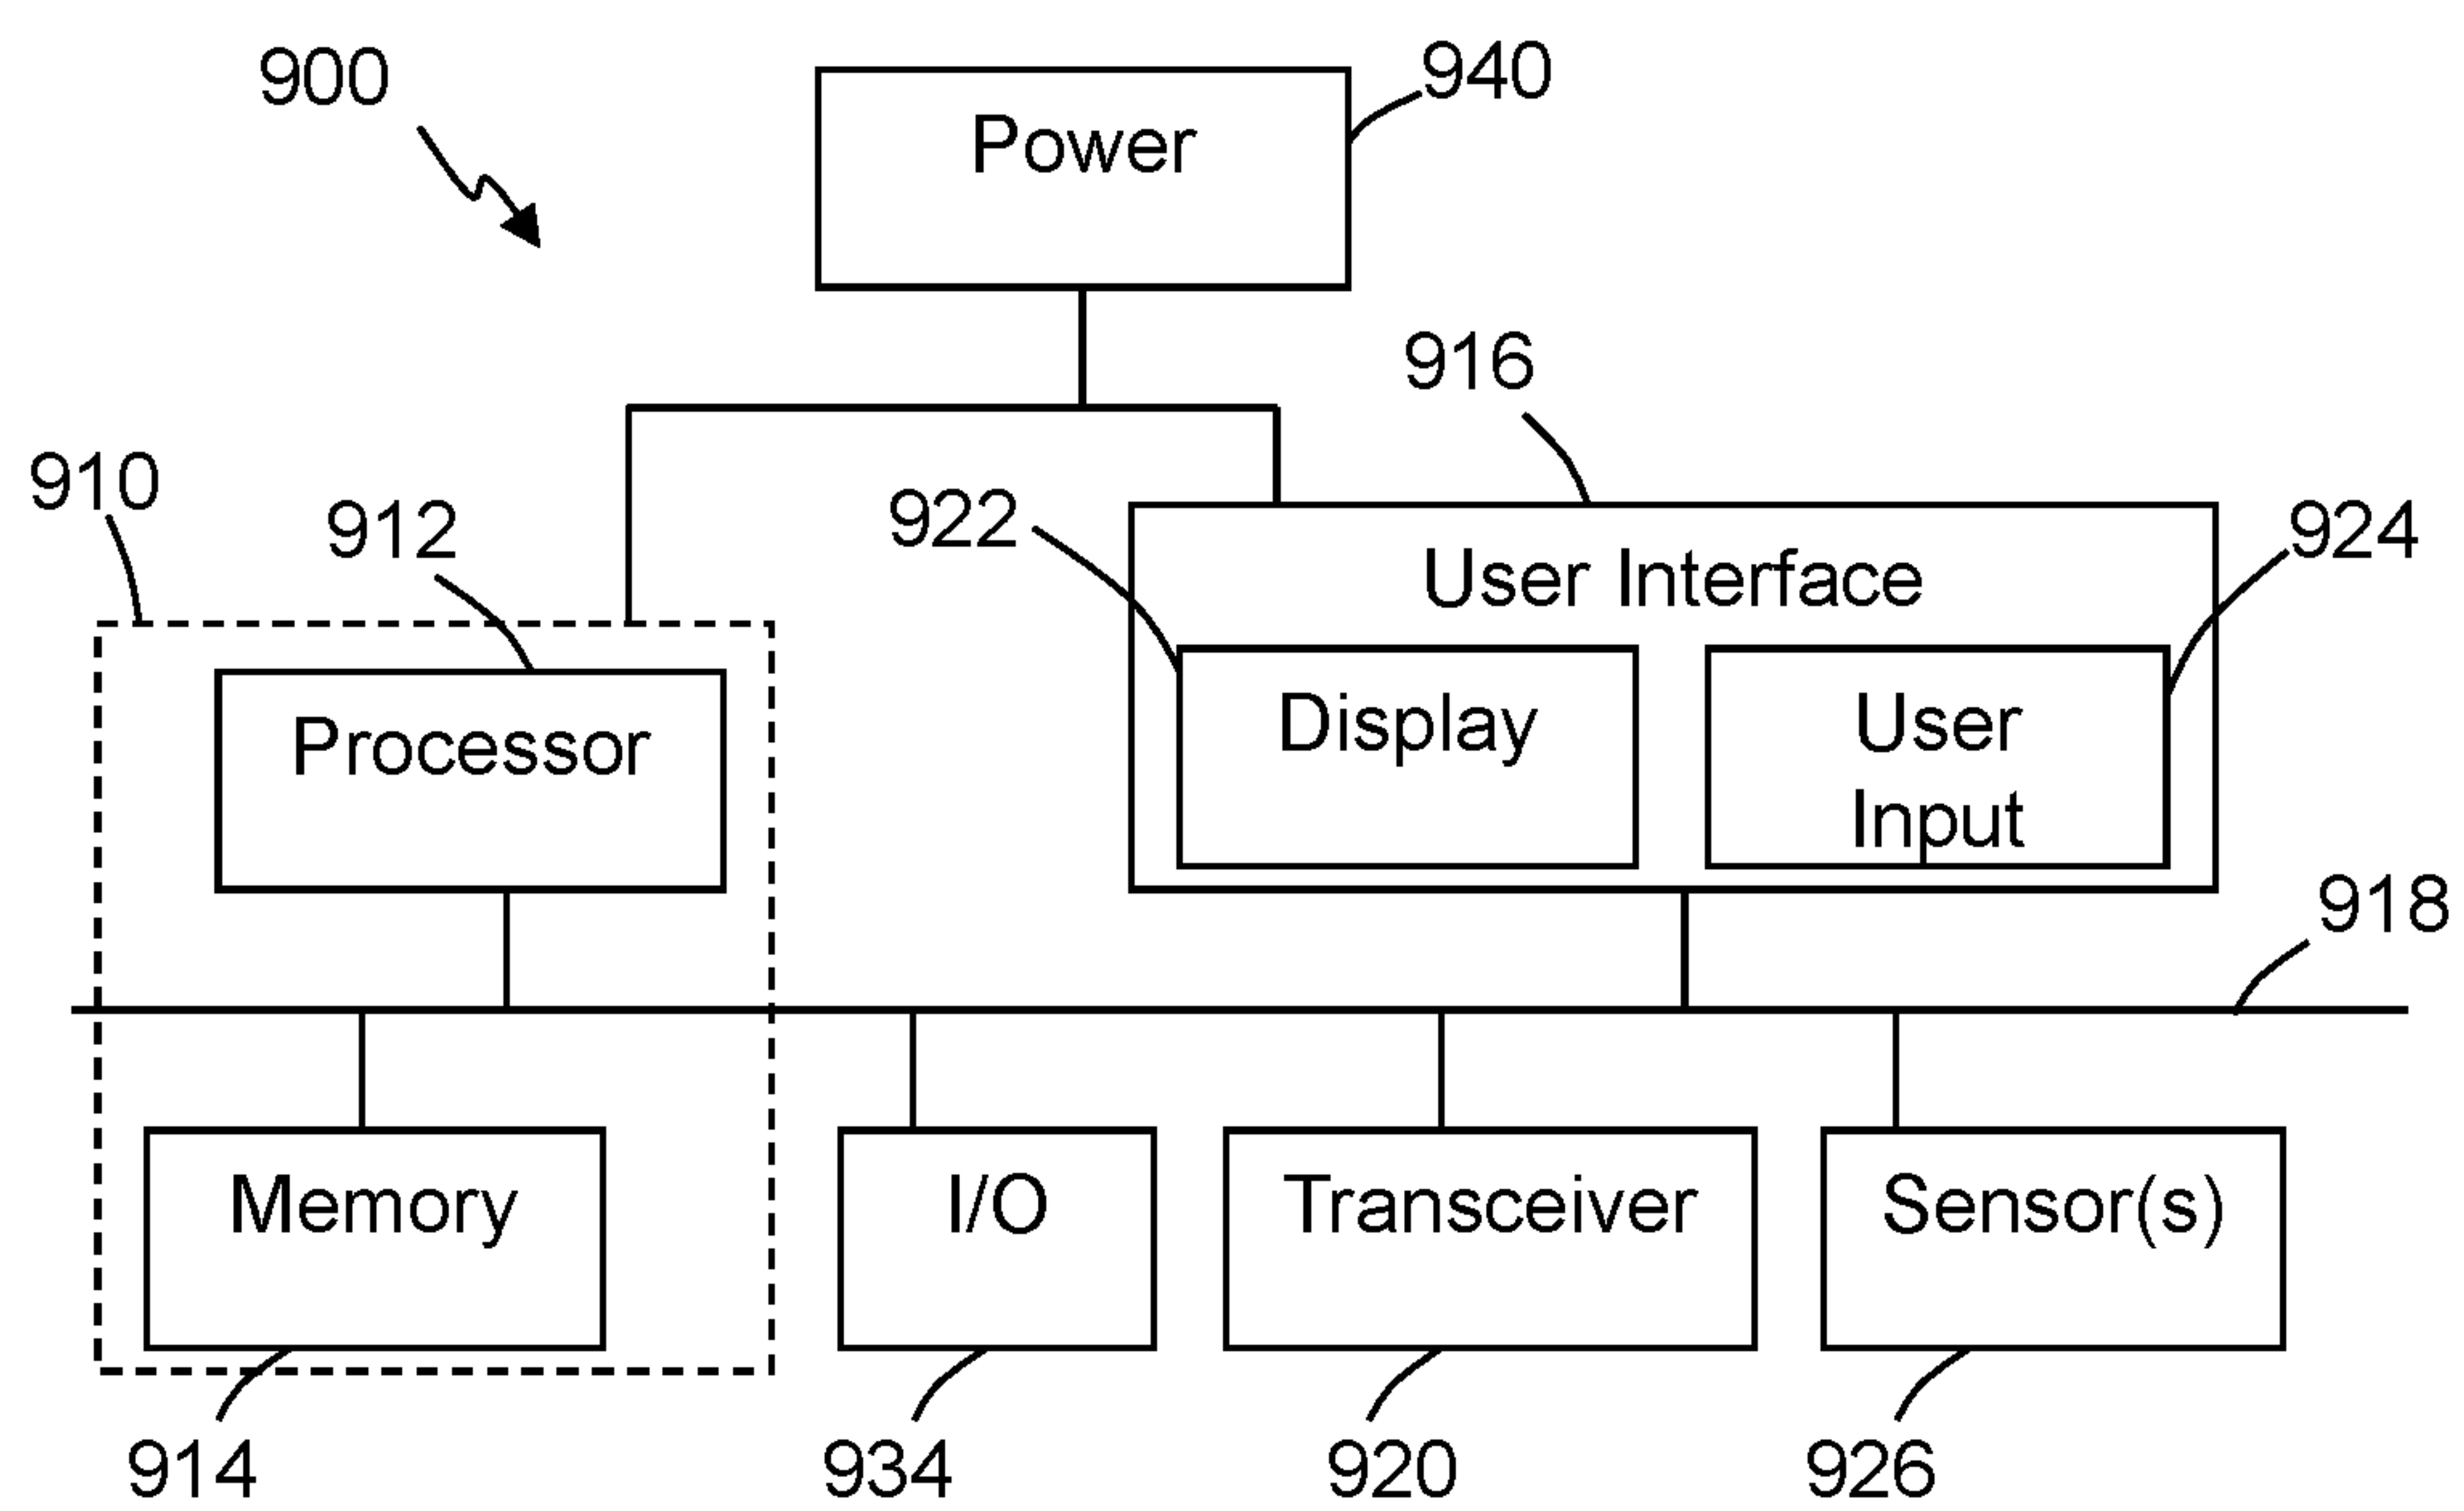 900
940
Power
916
910
912
922
924
User Interface
Processor
Display
User
Input
918
Memory
I/O
Transceiver
Sensor(s)
914
934
920
926